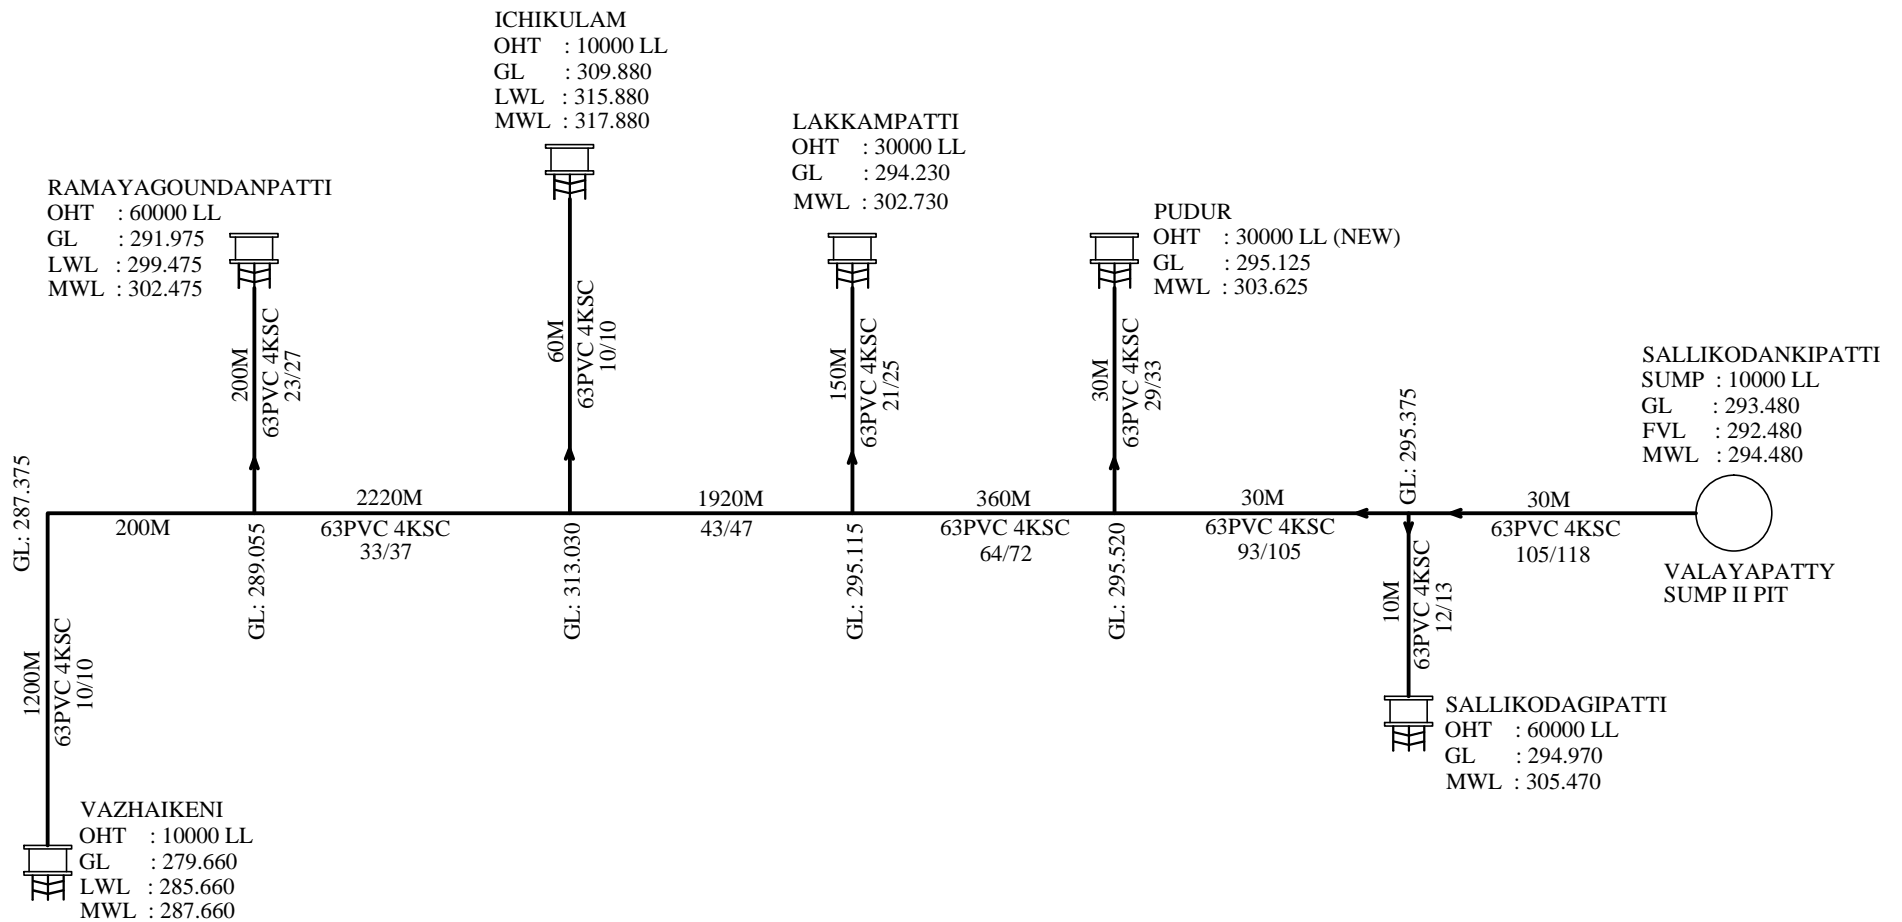 ICHIKULAM
OHT : 10000 LL
GL : 309.880
LWL : 315.880
MWL : 317.880
LAKKAMPATTI
OHT : 30000 LL
GL : 294.230
MWL : 302.730
RAMAYAGOUNDANPATTI
OHT : 60000 LL
GL : 291.975
LWL : 299.475
MWL : 302.475
PUDUR
OHT : 30000 LL (NEW)
GL : 295.125
MWL : 303.625
SALLIKODANKIPATTI
SUMP : 10000 LL
GL : 293.480
FVL : 292.480
MWL : 294.480
200M
63PVC 4KSC
23/27
60M
63PVC 4KSC
10/10
150M
63PVC 4KSC
21/25
30M
63PVC 4KSC
29/33
GL: 295.375
GL: 287.375
200M
2220M
63PVC 4KSC
33/37
1920M
43/47
360M
63PVC 4KSC
64/72
30M
63PVC 4KSC
93/105
30M
63PVC 4KSC
105/118
GL: 289.055
GL: 313.030
GL: 295.115
GL: 295.520
VALAYAPATTY
SUMP II PIT
10M
63PVC 4KSC
12/13
1200M
63PVC 4KSC
10/10
SALLIKODAGIPATTI
OHT : 60000 LL
GL : 294.970
MWL : 305.470
VAZHAIKENI
OHT : 10000 LL
GL : 279.660
LWL : 285.660
MWL : 287.660